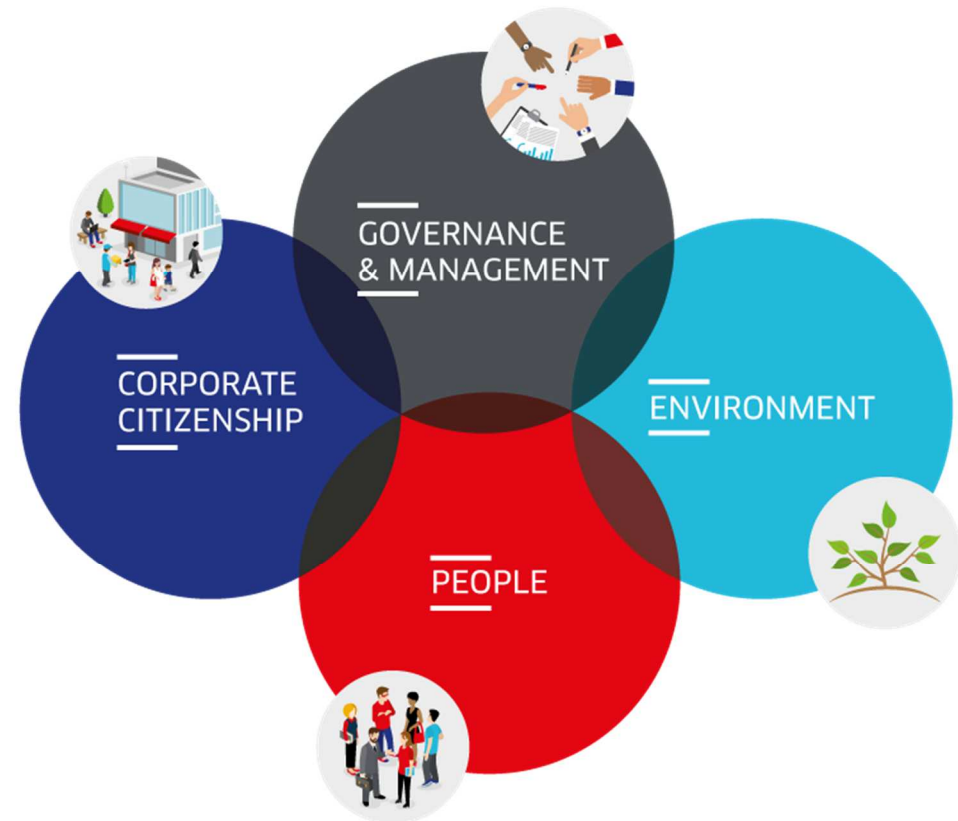 GOVERNANCE
& MANAGEMENT
CORPORATE
CITIZENSHIP
ENVIRONMENT
PEOPLE